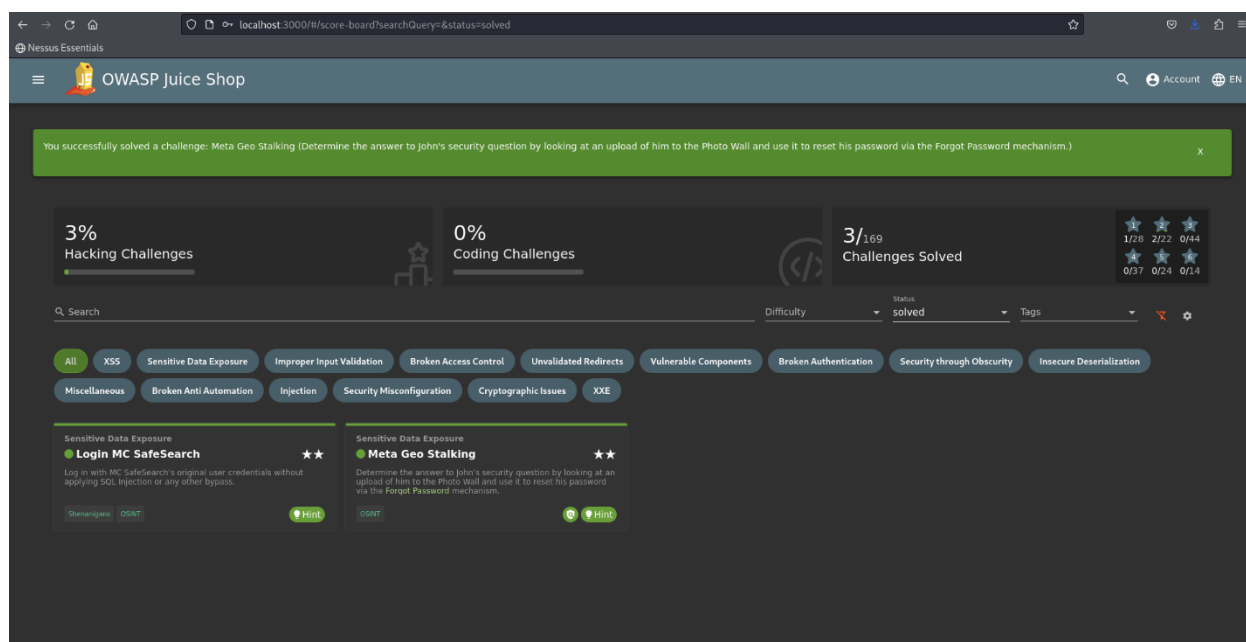 localhost:3000/#/score-board?searchQuery=&status=solved
Nessus Essentials
OWASP Juice Shop
Account
EN
You successfully solved a challenge: Meta Geo Stalking (Determine the answer to John's security question by looking at an upload of him to the Photo Wall and use it to reset his password via the Forgot Password mechanism.)
X
3%
Hacking Challenges
0%
Coding Challenges
3/169
Challenges Solved
1 2 3
1/28 2/22 0/44
4 5 6
0/37 0/24 0/14
Search
Difficulty
Status
solved
Tags
All XSS Sensitive Data Exposure Improper Input Validation Broken Access Control Unvalidated Redirects Vulnerable Components Broken Authentication Security through Obscurity Insecure Deserialization
Miscellaneous Broken Anti Automation Injection Security Misconfiguration Cryptographic Issues XXE
Sensitive Data Exposure
Login MC SafeSearch
Log in with MC SafeSearch's original user credentials without
applying SQL Injection or any other bypass.
Shenanigans OSINT
Hint
Sensitive Data Exposure
Meta Geo Stalking
Determine the answer to John's security question by looking at an
upload of him to the Photo Wall and use it to reset his password
via the Forgot Password mechanism.
OSINT
Hint